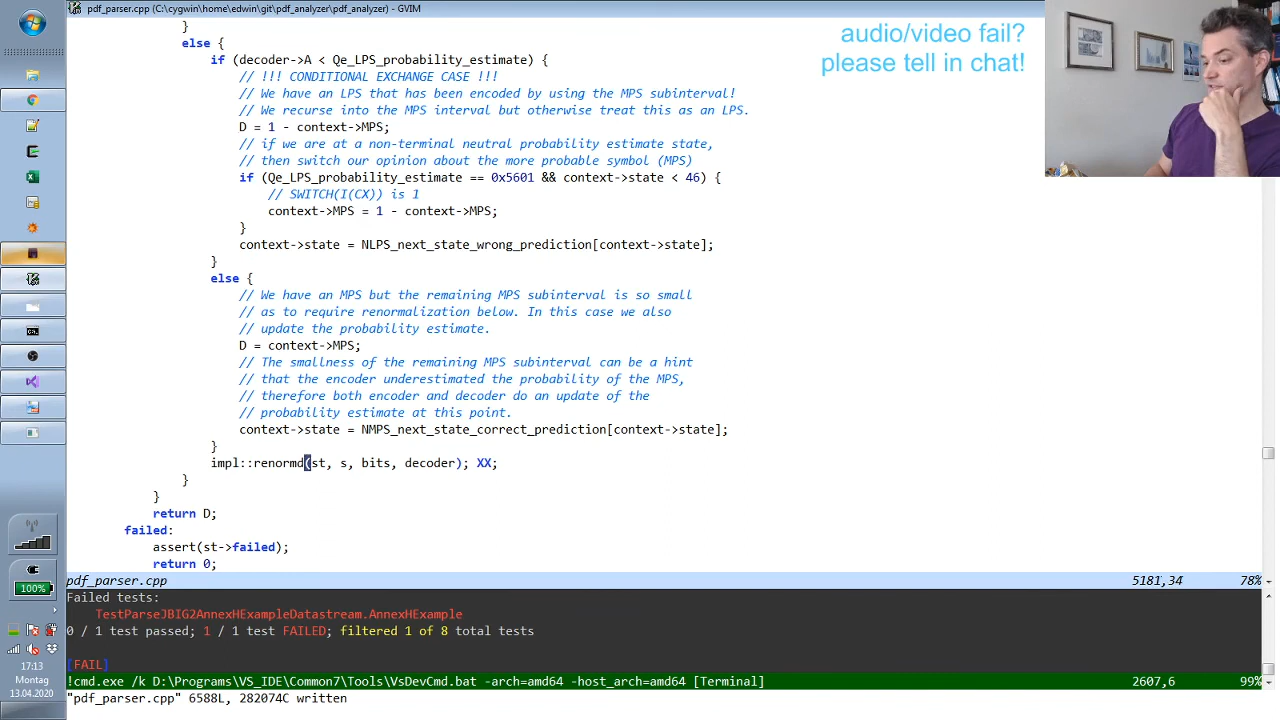 pdf_parser.cpp (C:\cygwin\home\edwin\git\pdf_analyzer\pdf_analyzer) - GVIM
audio/video fail?
please tell in chat!
}
else {
if (decoder->A < Qe_LPS_probability_estimate) {
// !!! CONDITIONAL EXCHANGE CASE !!!
// We have an LPS that has been encoded by using the MPS subinterval!
// We recurse into the MPS interval but otherwise treat this as an LPS.
D = 1 - context->MPS;
// if we are at a non-terminal neutral probability estimate state,
// then switch our opinion about the more probable symbol (MPS)
if (Qe_LPS_probability_estimate == 0x5601 && context->state < 46) {
// SWITCH(I(CX)) is 1
context->MPS = 1 - context->MPS;
}
context->state = NLPS_next_state_wrong_prediction[context->state];
}
else {
// We have an MPS but the remaining MPS subinterval is so small
// as to require renormalization below. In this case we also
// update the probability estimate.
D = context->MPS;
// The smallness of the remaining MPS subinterval can be a hint
// that the encoder underestimated the probability of the MPS,
// therefore both encoder and decoder do an update of the
// probability estimate at this point.
context->state = NMPS_next_state_correct_prediction[context->state];
}
impl::renormd(st, s, bits, decoder); XX;
}
}
return D;
failed:
assert(st->failed);
return 0;
pdf_parser.cpp 5181,34 78%
Failed tests:
TestParseJBIG2AnnexHExampleDatastream.AnnexHExample
0 / 1 test passed; 1 / 1 test FAILED; filtered 1 of 8 total tests
[FAIL]
!cmd.exe /k D:\Programs\VS_IDE\Common7\Tools\VsDevCmd.bat -arch=amd64 -host_arch=amd64 [Terminal] 2607,6 99%
"pdf_parser.cpp" 6588L, 282074C written
100%
17:13
Montag
13.04.2020